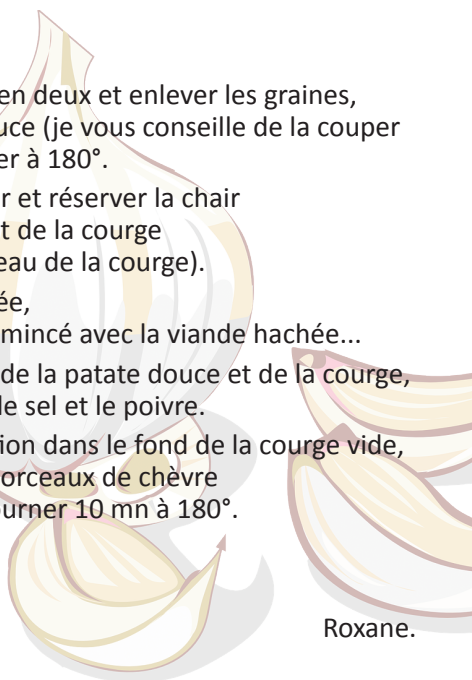 en deux et enlever les graines,
uce (je vous conseille de la couper
er à 180°.
r et réserver la chair
t de la courge
eau de la courge).
ée,
mincé avec la viande hachée...
de la patate douce et de la courge,
le sel et le poivre.
ion dans le fond de la courge vide,
orceaux de chèvre
ourner 10 mn à 180°.
Roxane.